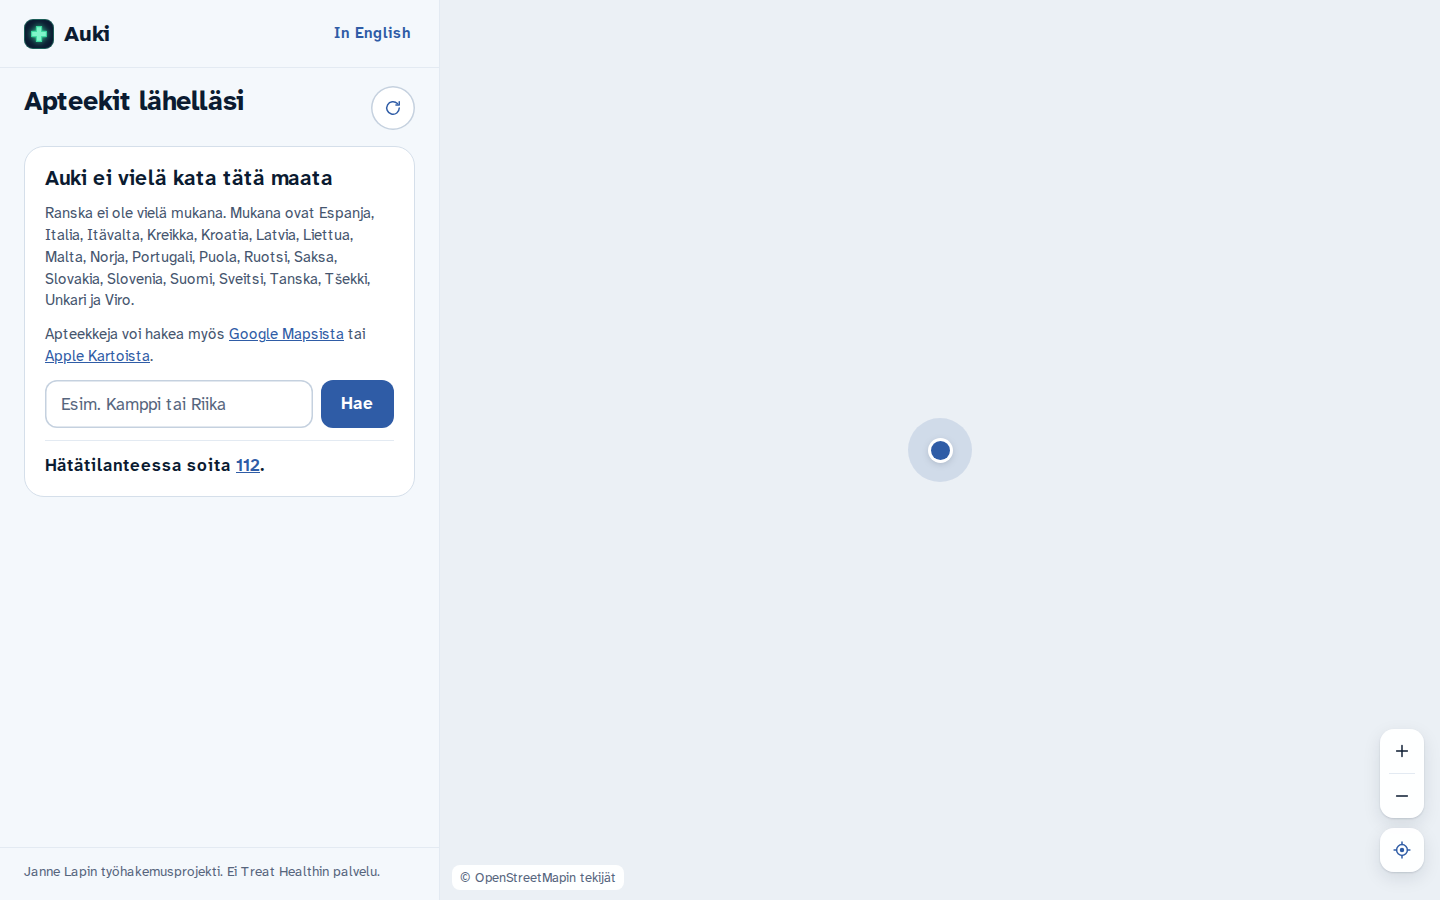 Auki
In English
Apteekit lähelläsi
Auki ei vielä kata tätä maata
Ranska ei ole vielä mukana. Mukana ovat Espanja,
Italia, Itävalta, Kreikka, Kroatia, Latvia, Liettua,
Malta, Norja, Portugali, Puola, Ruotsi, Saksa,
Slovakia, Slovenia, Suomi, Sveitsi, Tanska, Tšekki,
Unkari ja Viro.
Apteekkeja voi hakea myös Google Mapsista tai
Apple Kartoista.
Esim. Kamppi tai Riika
Hae
Hätätilanteessa soita 112.
Janne Lapin työhakemusprojekti. Ei Treat Healthin palvelu.
© OpenStreetMapin tekijät